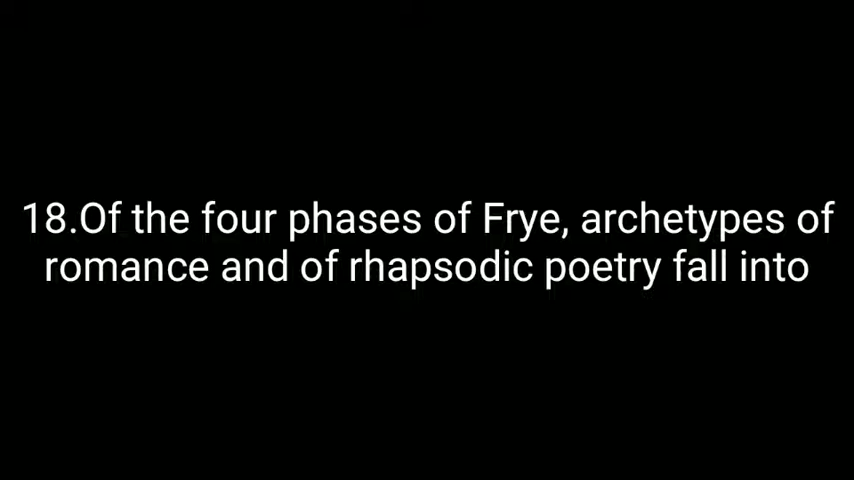 18.Of the four phases of Frye, archetypes of
romance and of rhapsodic poetry fall into